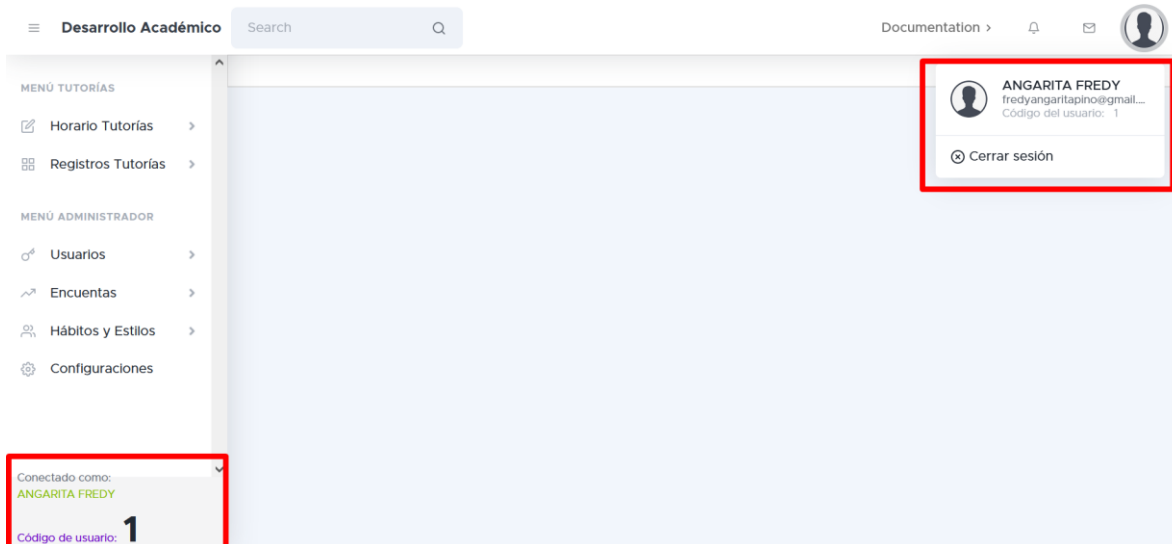 Desarrollo Académico
Search
Documentation >
ANGARITA FREDY
fredyangaritapino@gmail....
Código del usuario: 1
Cerrar sesión
MENÚ TUTORÍAS
Horario Tutorías
Registros Tutorías
MENÚ ADMINISTRADOR
Usuarios
Encuentas
Hábitos y Estilos
Configuraciones
Conectado como:
ANGARITA FREDY
Código de usuario: 1